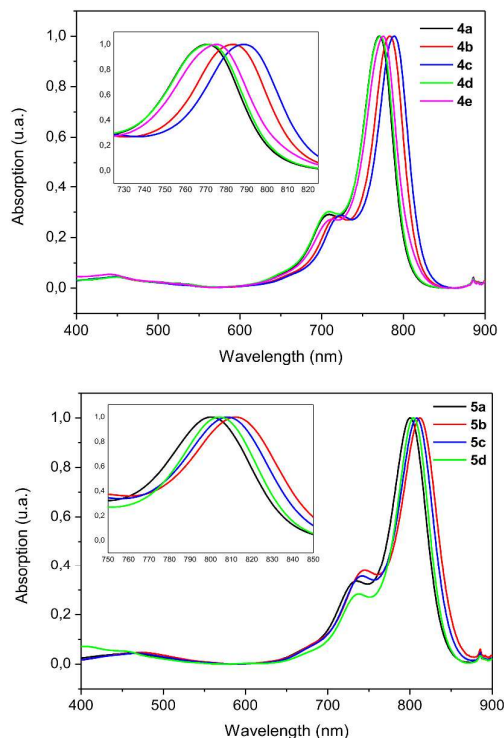 4a
4b
4c
4d
4e
1,0
0,8
0,6
0,4
0,2
0,0
730 740 750 760 770 780 790 800 810 820
1,0
0,8
0,6
0,4
0,2
0,0
Absorption (u.a.)
400 500 600 700 800 900
Wavelength (nm)
5a
5b
5c
5d
1,0
0,8
0,6
0,4
0,2
0,0
750 760 770 780 790 800 810 820 830 840 850
1,0
0,8
0,6
0,4
0,2
0,0
Absorption (u.a.)
400 500 600 700 800 900
Wavelength (nm)